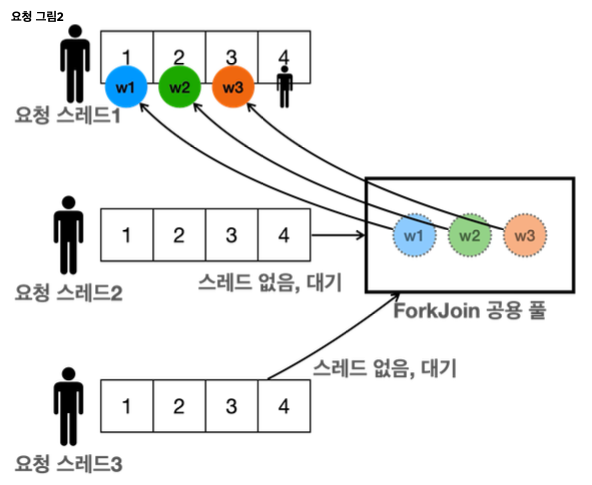 요청 그림2
1 2 3 4
w1 w2 w3
요청 스레드1
1 2 3 4
w1 w2 w3
스레드 없음, 대기
요청 스레드2
ForkJoin 공용 풀
스레드 없음, 대기
1 2 3 4
요청 스레드3